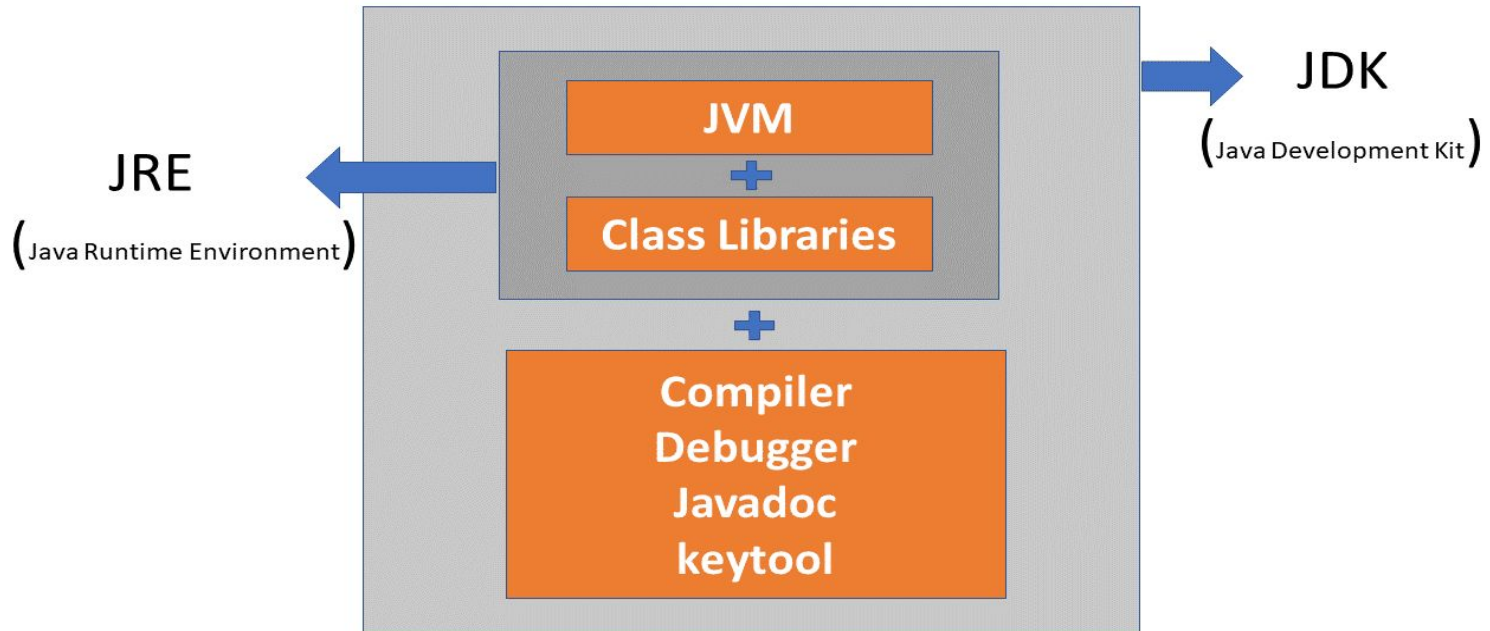 JVM
Class Libraries
Compiler
Debugger
Javadoc
keytool
JRE
(Java Runtime Environment)
JDK
(Java Development Kit)